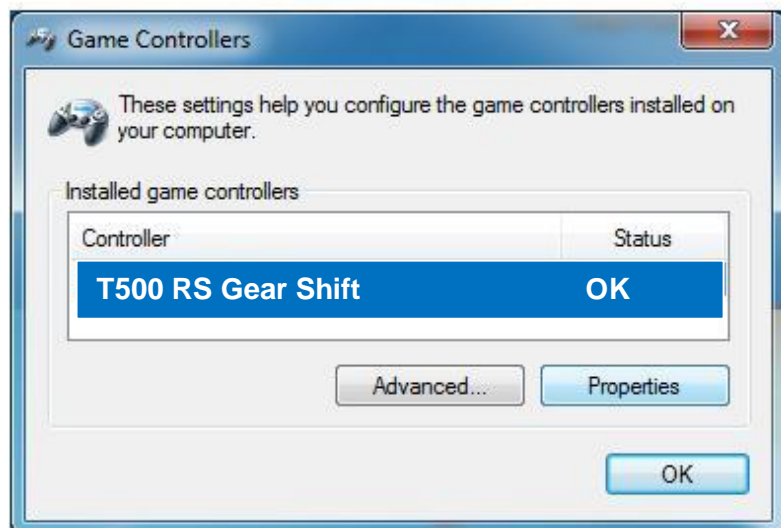 Game Controllers
These settings help you configure the game controllers installed on
your computer.
Installed game controllers
Controller Status
T500 RS Gear Shift OK
Advanced... Properties
OK